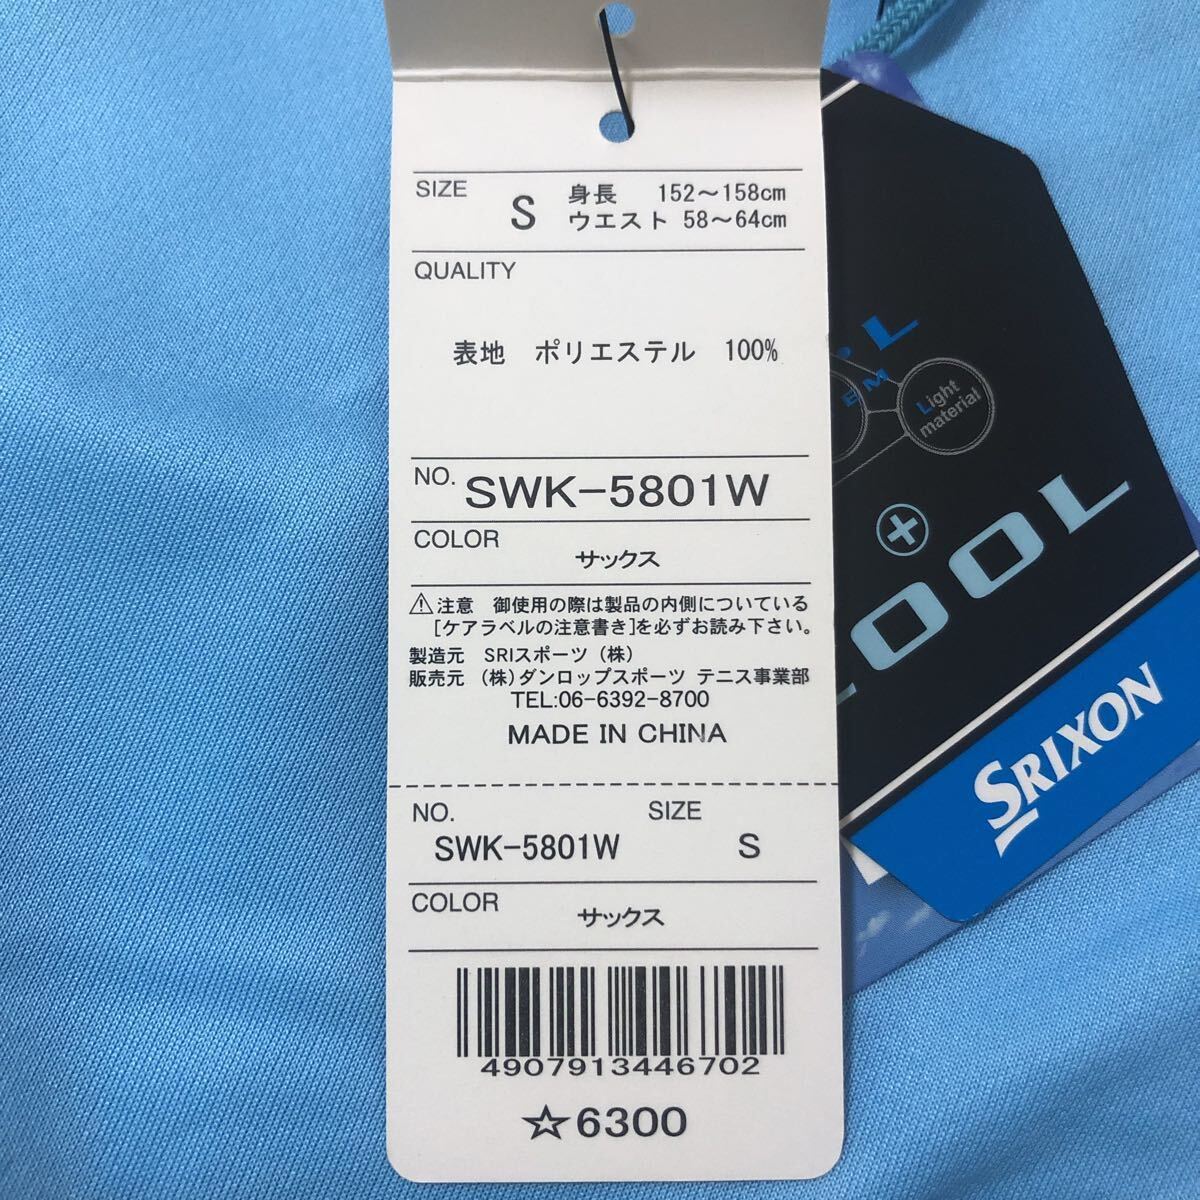 SIZE
S
身長 152～158cm
ウエスト 58～64cm
QUALITY
表地 ポリエステル 100%
NO. SWK-5801W
COLOR
サックス
⚠注意 御使用の際は製品の内側についている
[ケアラベルの注意書き]を必ずお読み下さい。
製造元 SRIスポーツ（株）
販売元 （株）ダンロップスポーツ テニス事業部
TEL:06-6392-8700
MADE IN CHINA
NO. SIZE
SWK-5801W S
COLOR
サックス
4907913446702
☆6300
Light
material
SRIXON